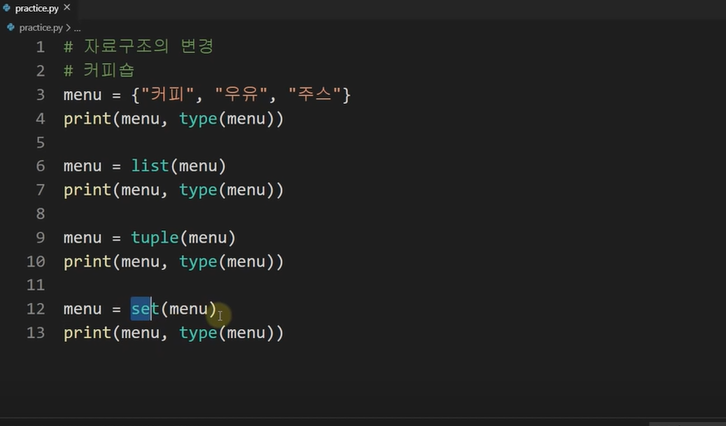 practice.py ×
practice.py > ...
1 # 자료구조의 변경
2 # 커피숍
3 menu = {"커피", "우유", "주스"}
4 print(menu, type(menu))
5
6 menu = list(menu)
7 print(menu, type(menu))
8
9 menu = tuple(menu)
10 print(menu, type(menu))
11
12 menu = set(menu)
13 print(menu, type(menu))